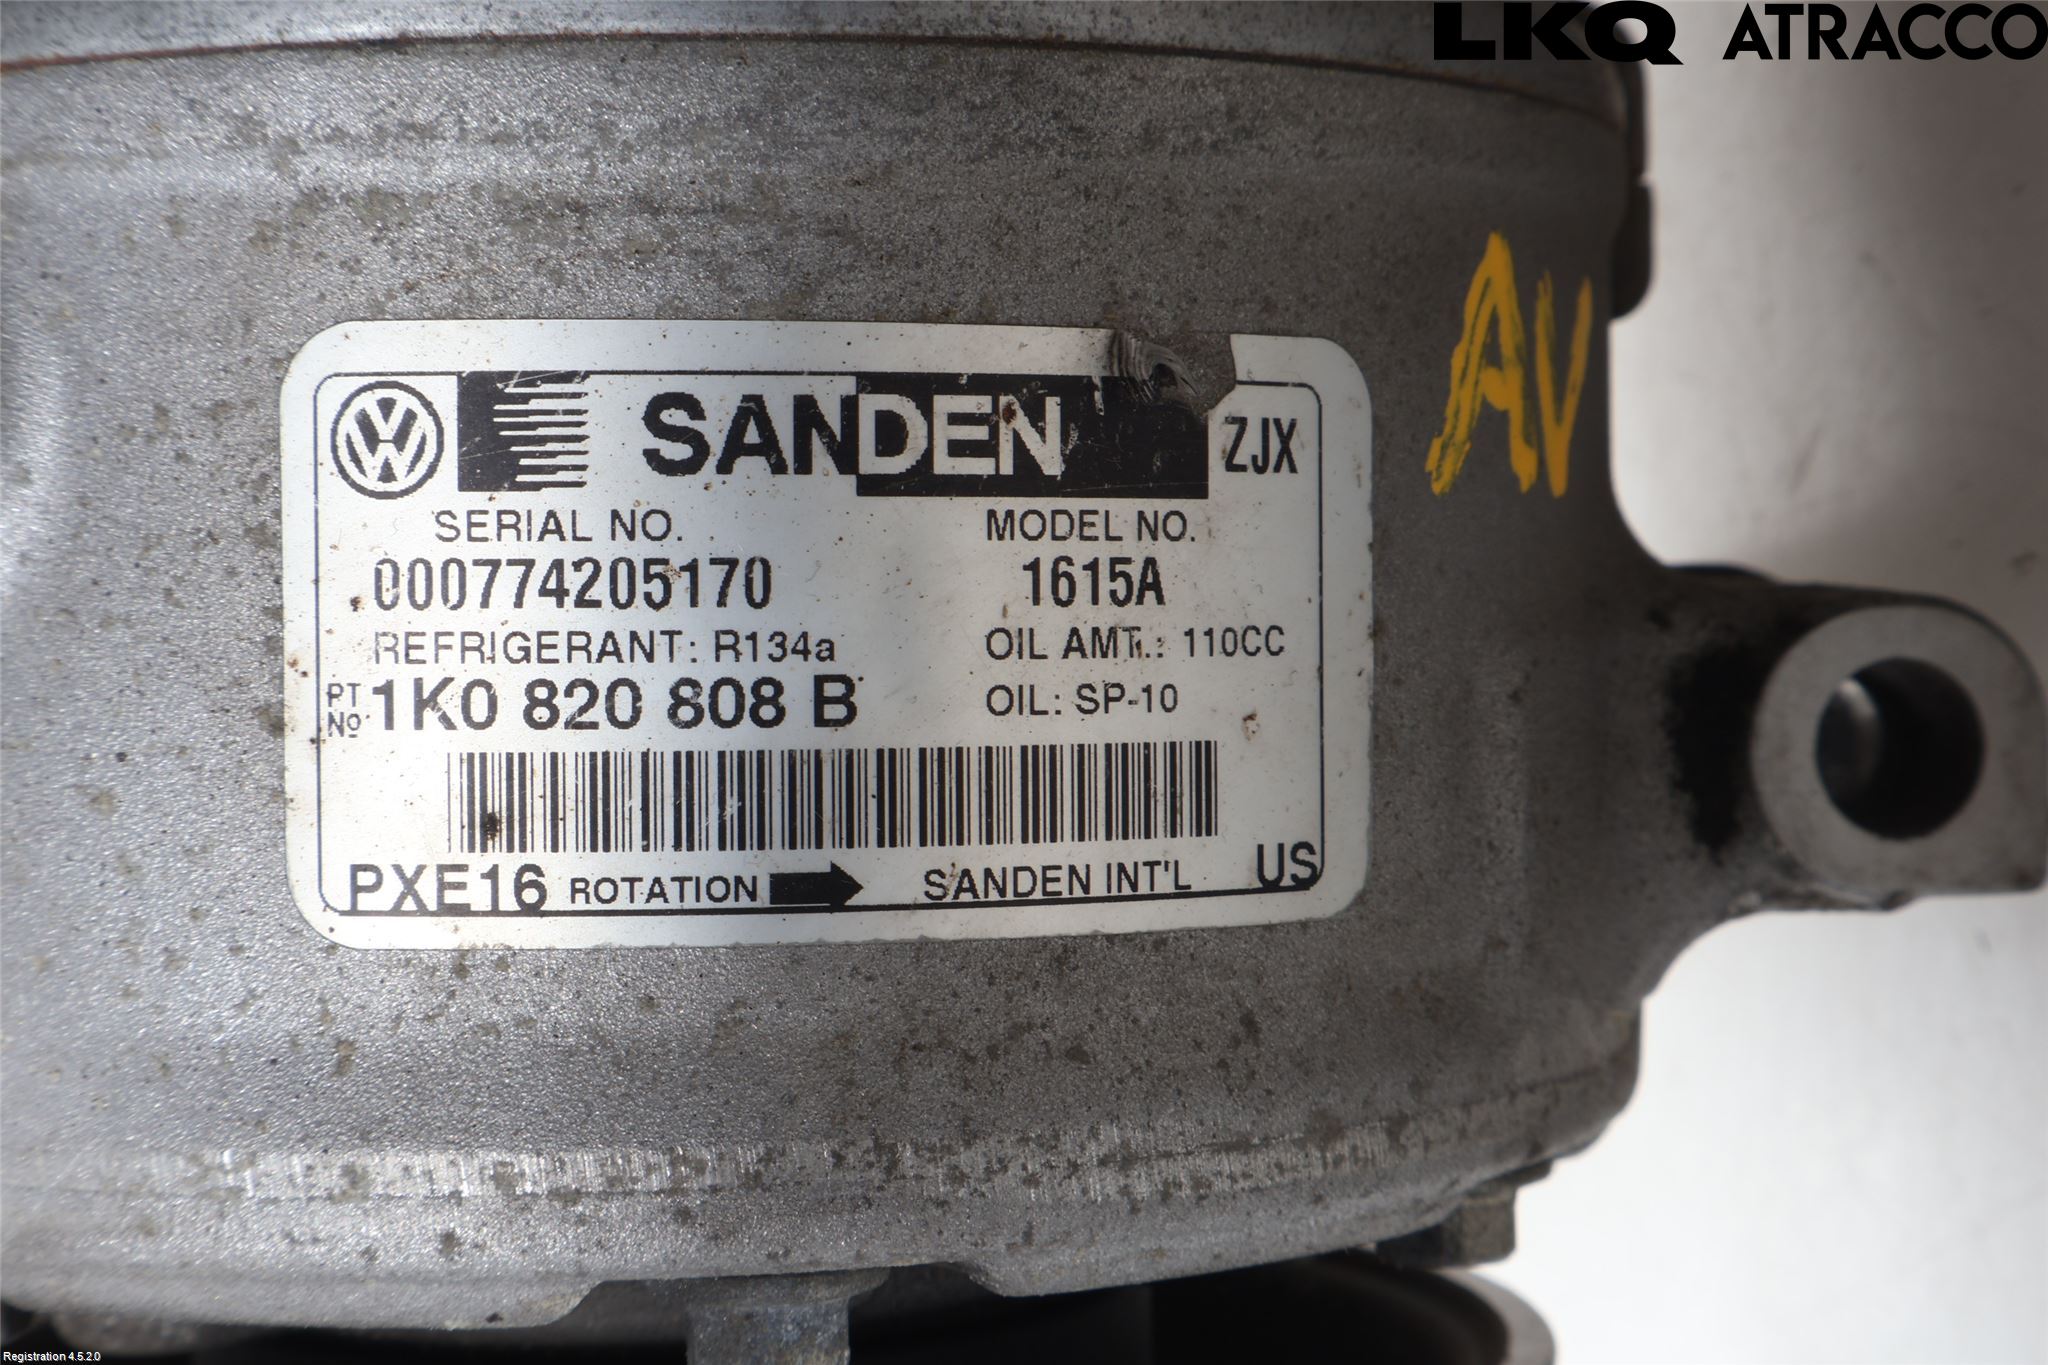 LKQ ATRACCO
AV
SANDEN ZJX
SERIAL NO. MODEL NO.
000774205170 1615A
REFRIGERANT: R134a OIL AMT.: 110CC
PT NO. 1K0 820 808 B OIL: SP-10
PXE16 ROTATION SANDEN INT'L US
Registration 4.5.2.0